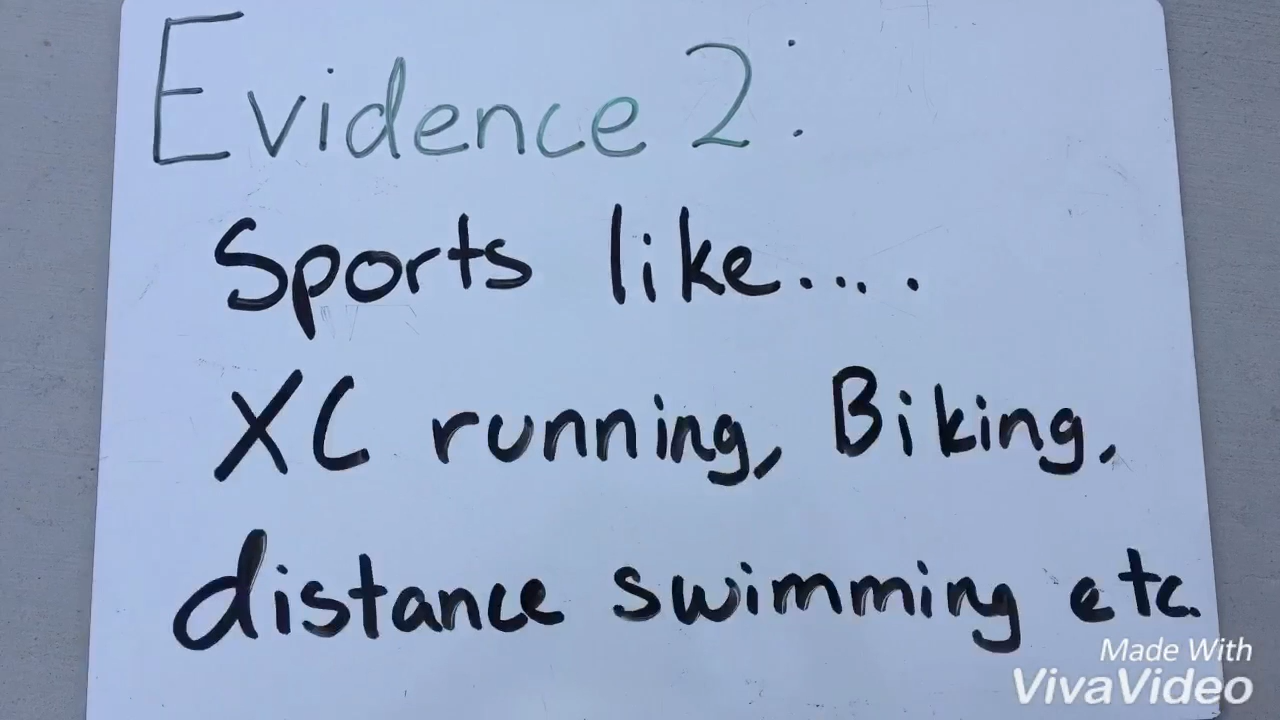 Evidence 2:
Sports like....
XC running, Biking,
distance swimming etc.
Made With
VivaVideo